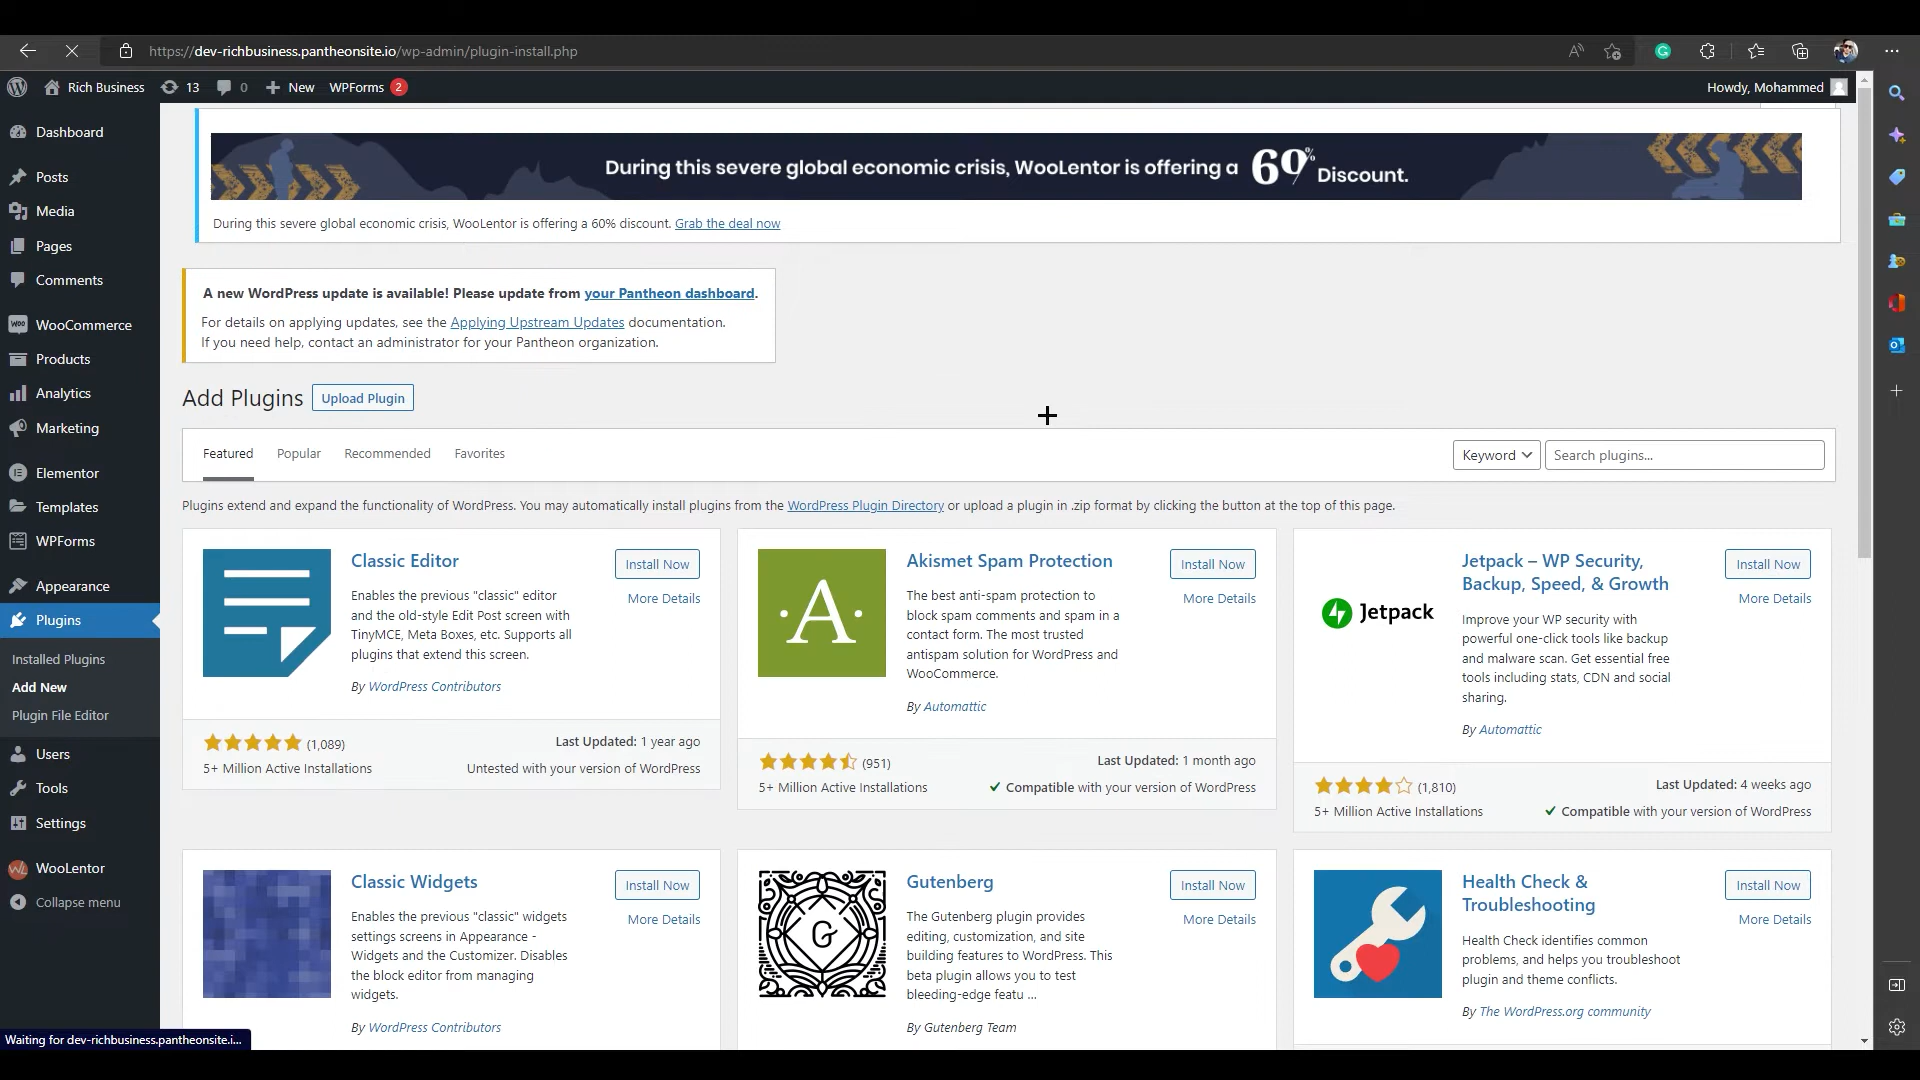 https://dev-richbusiness.pantheonsite.io/wp-admin/plugin-install.php
Rich Business 13 0 New WPForms 2 Howdy, Mohammed
Dashboard
Posts
Media
Pages
Comments
WooCommerce
Products
Analytics
Marketing
Elementor
Templates
WPForms
Appearance
Plugins
Installed Plugins
Add New
Plugin File Editor
Users
Tools
Settings
WooLentor
Collapse menu
During this severe global economic crisis, WooLentor is offering a 60% Discount.
During this severe global economic crisis, WooLentor is offering a 60% discount. Grab the deal now
A new WordPress update is available! Please update from your Pantheon dashboard.
For details on applying updates, see the Applying Upstream Updates documentation.
If you need help, contact an administrator for your Pantheon organization.
Add Plugins Upload Plugin
Featured Popular Recommended Favorites Keyword Search plugins...
Plugins extend and expand the functionality of WordPress. You may automatically install plugins from the WordPress Plugin Directory or upload a plugin in .zip format by clicking the button at the top of this page.
Classic Editor
Install Now
More Details
Enables the previous "classic" editor
and the old-style Edit Post screen with
TinyMCE, Meta Boxes, etc. Supports all
plugins that extend this screen.
By WordPress Contributors
(1,089)
Last Updated: 1 year ago
5+ Million Active Installations
Untested with your version of WordPress
A
Akismet Spam Protection
Install Now
More Details
The best anti-spam protection to
block spam comments and spam in a
contact form. The most trusted
antispam solution for WordPress and
WooCommerce.
By Automattic
(951)
Last Updated: 1 month ago
5+ Million Active Installations
Compatible with your version of WordPress
Jetpack
Jetpack – WP Security,
Backup, Speed, & Growth
Install Now
More Details
Improve your WP security with
powerful one-click tools like backup
and malware scan. Get essential free
tools including stats, CDN and social
sharing.
By Automattic
(1,810)
Last Updated: 4 weeks ago
5+ Million Active Installations
Compatible with your version of WordPress
Classic Widgets
Install Now
More Details
Enables the previous "classic" widgets
settings screens in Appearance -
Widgets and the Customizer. Disables
the block editor from managing
widgets.
By WordPress Contributors
G
Gutenberg
Install Now
More Details
The Gutenberg plugin provides
editing, customization, and site
building features to WordPress. This
beta plugin allows you to test
bleeding-edge featu ...
By Gutenberg Team
Health Check &
Troubleshooting
Install Now
More Details
Health Check identifies common
problems, and helps you troubleshoot
plugin and theme conflicts.
By The WordPress.org community
Waiting for dev-richbusiness.pantheonsite.i...